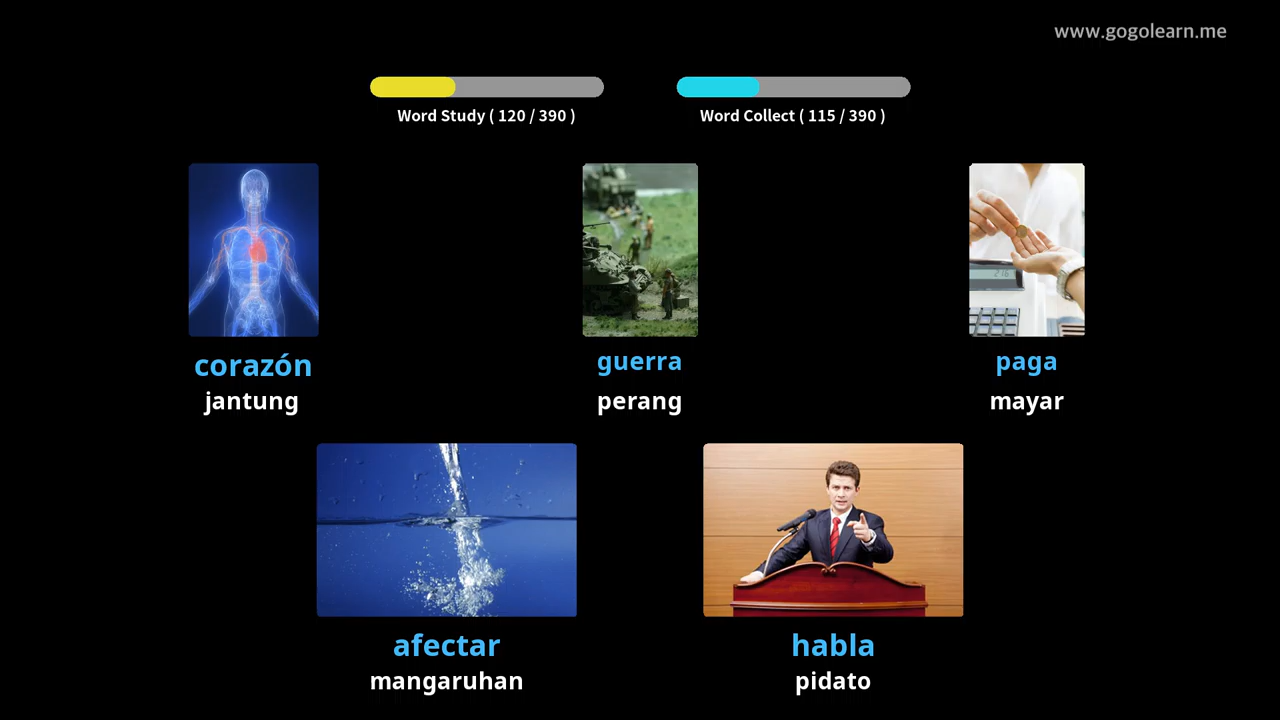 www.gogolearn.me
Word Study ( 120 / 390 )
Word Collect ( 115 / 390 )
corazón
jantung
guerra
perang
paga
mayar
afectar
mangaruhan
habla
pidato